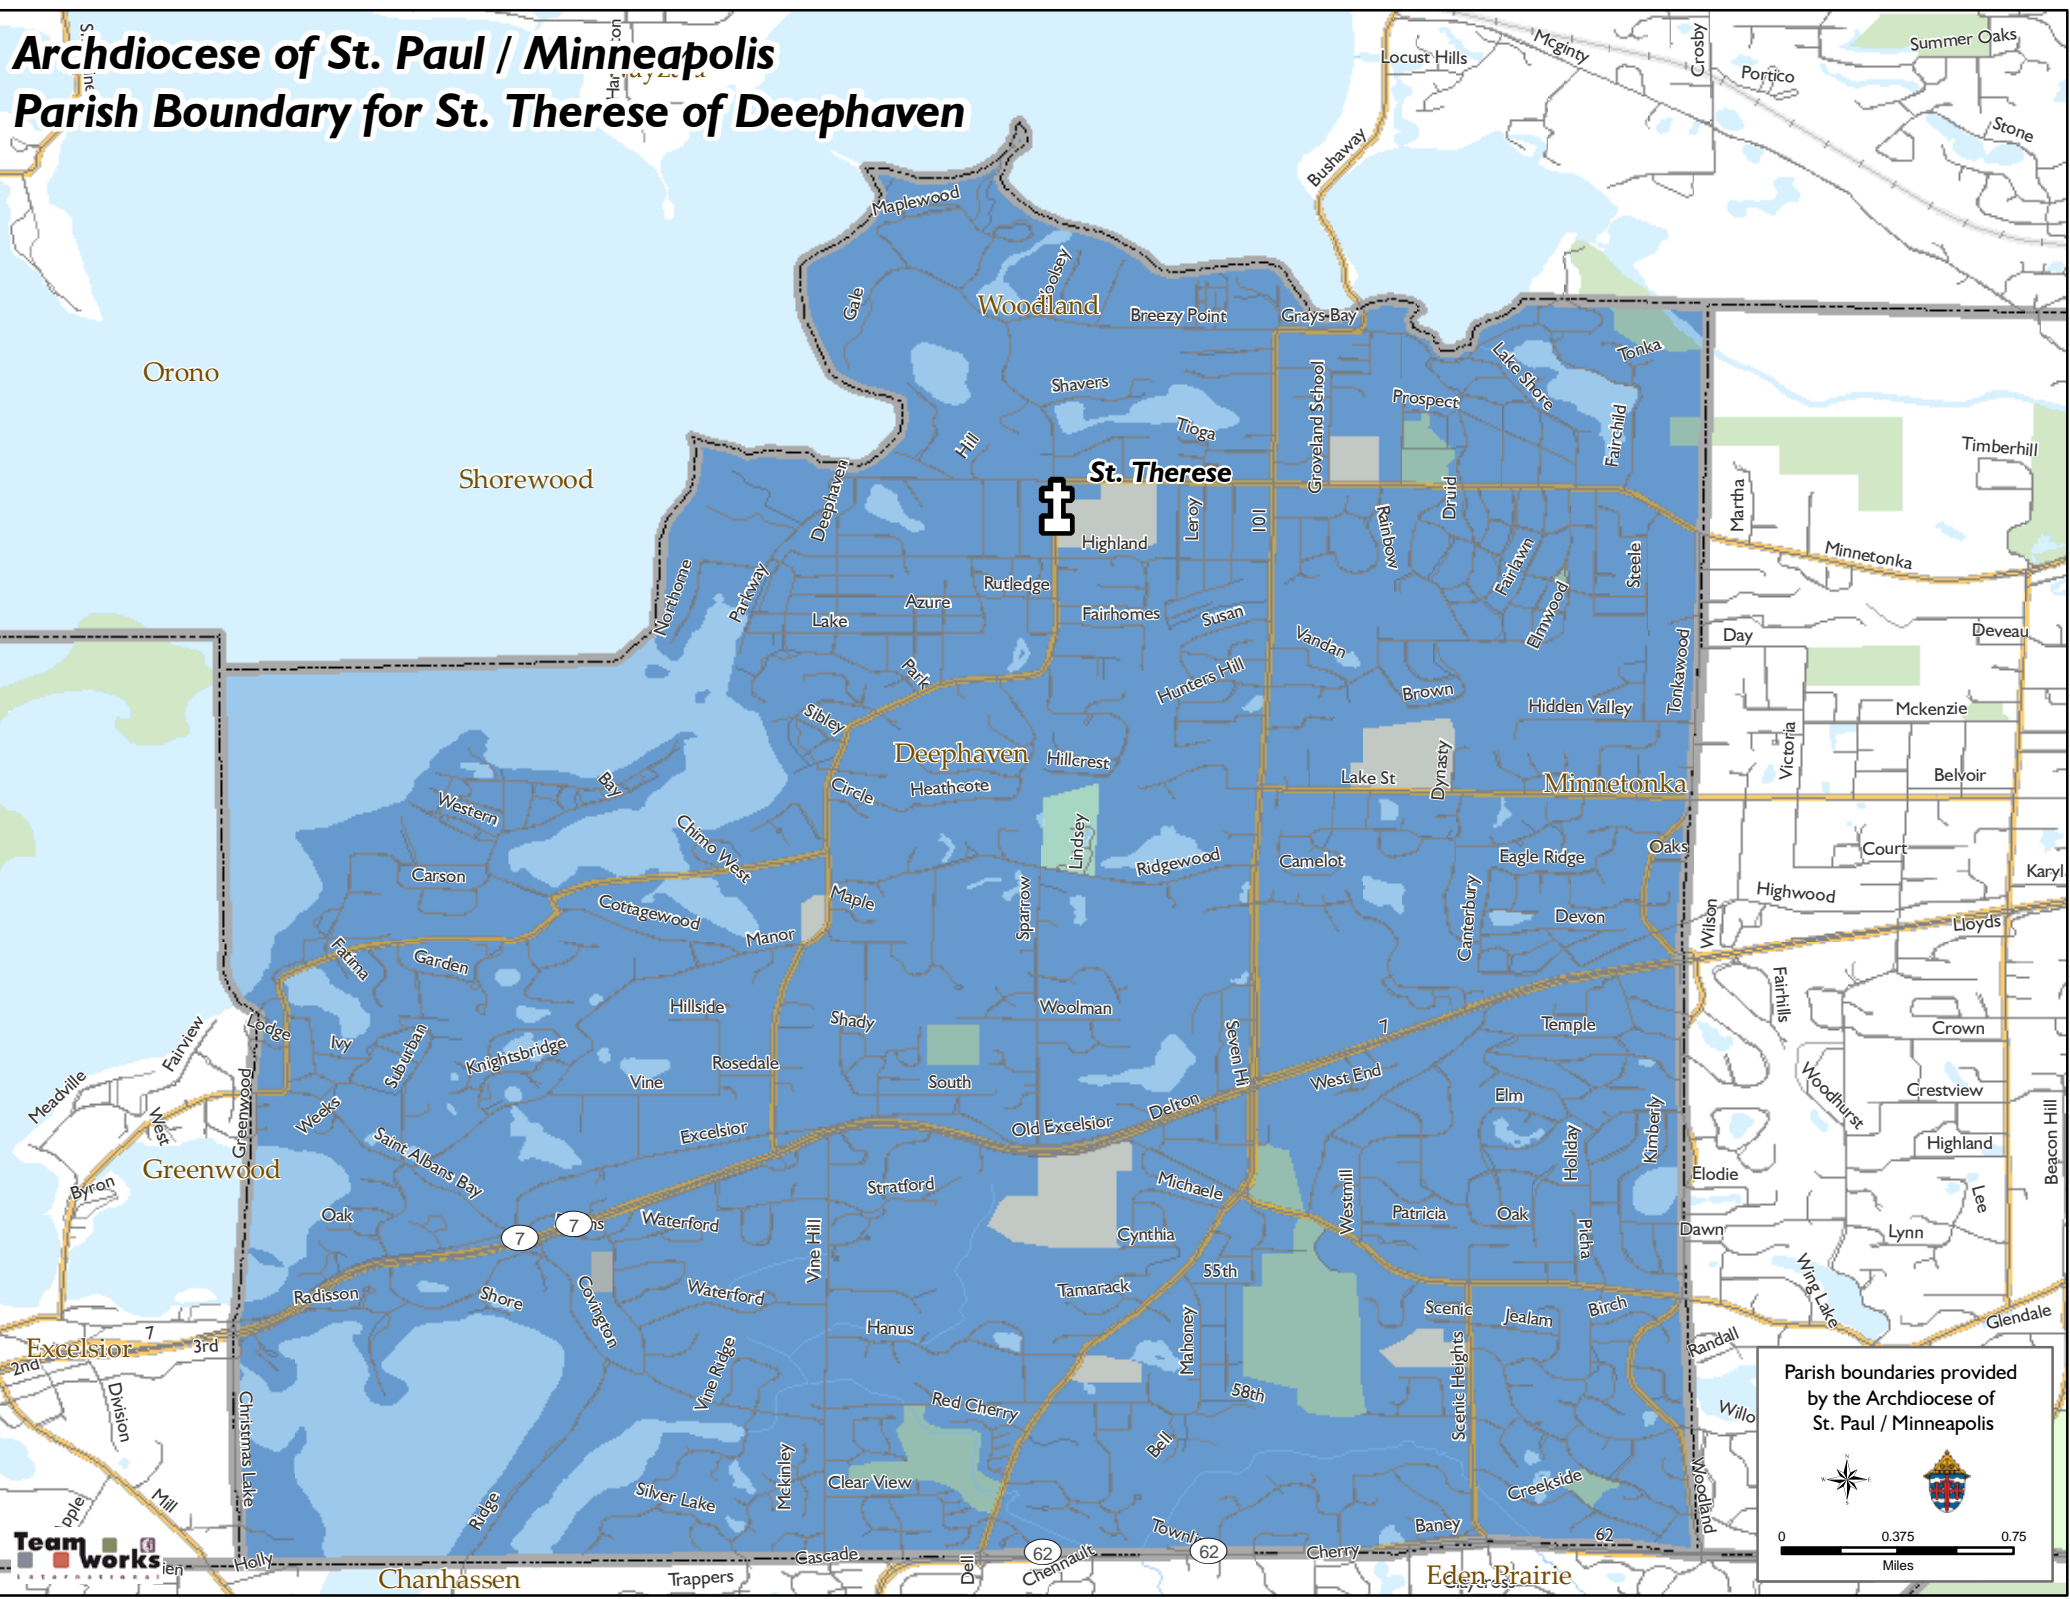 Archdiocese of St. Paul / Minneapolis
Parish Boundary for St. Therese of Deephaven
Wayzata
Locust Hills
Mcginty
Crosby
Portico
Summer Oaks
Stone
Bushaway
Maplewood
Gale
Woolsey
Woodland
Breezy Point
Grays Bay
Orono
Shavers
Tioga
Hill
Groveland School
Prospect
Lake Shore
Tonka
Fairchild
Timberhill
Shorewood
St. Therese
Deephaven
Highland
Leroy
101
Rainbow
Druid
Fairlawn
Steele
Martha
Minnetonka
Northome
Parkway
Rutledge
Azure
Lake
Fairhomes
Susan
Vandan
Elmwood
Tonkawood
Day
Deveau
Park
Hunters Hill
Brown
Hidden Valley
Mckenzie
Victoria
Sibley
Deephaven
Hillcrest
Heathcote
Circle
Lake St
Dynasty
Minnetonka
Belvoir
Bay
Western
Chimo West
Lindsey
Ridgewood
Camelot
Eagle Ridge
Oaks
Court
Karyl
Carson
Cottagewood
Maple
Manor
Sparrow
Canterbury
Devon
Highwood
Wilson
Lloyds
Fatima
Garden
Hillside
Shady
Woolman
Seven Hi
7
Temple
Fairhills
Crown
Lodge
Ivy
Suburban
Knightsbridge
Fairview
Rosedale
Vine
South
West End
Elm
Woodhurst
Crestview
Meadville
West
Greenwood
Weeks
Saint Albans Bay
Excelsior
Old Excelsior
Delton
Holiday
Kimberly
Highland
Beacon Hill
Greenwood
Byron
Oak
Stratford
Michaele
Westmill
Patricia
Oak
Picha
Elodie
Dawn
Lee
Lynn
7
7
Waterford
Vine Hill
Cynthia
55th
Tamarack
Radisson
Shore
Covington
Waterford
Hanus
Mahoney
Scenic
Jealam
Birch
Wing Lake
Glendale
Randall
7
3rd
Excelsior
2nd
Division
Christmas Lake
Vine Ridge
Red Cherry
58th
Scenic Heights
Bell
Willo
Mill
Ridge
Silver Lake
Mckinley
Clear View
Creekside
Woodland
Baney
62
Holly
Cascade
Dell
62
Chennault
62
Cherry
Chanhassen
Trappers
Eden Prairie
Team
works
international
Parish boundaries provided
by the Archdiocese of
St. Paul / Minneapolis
N
W E
S
0 0.375 0.75
Miles